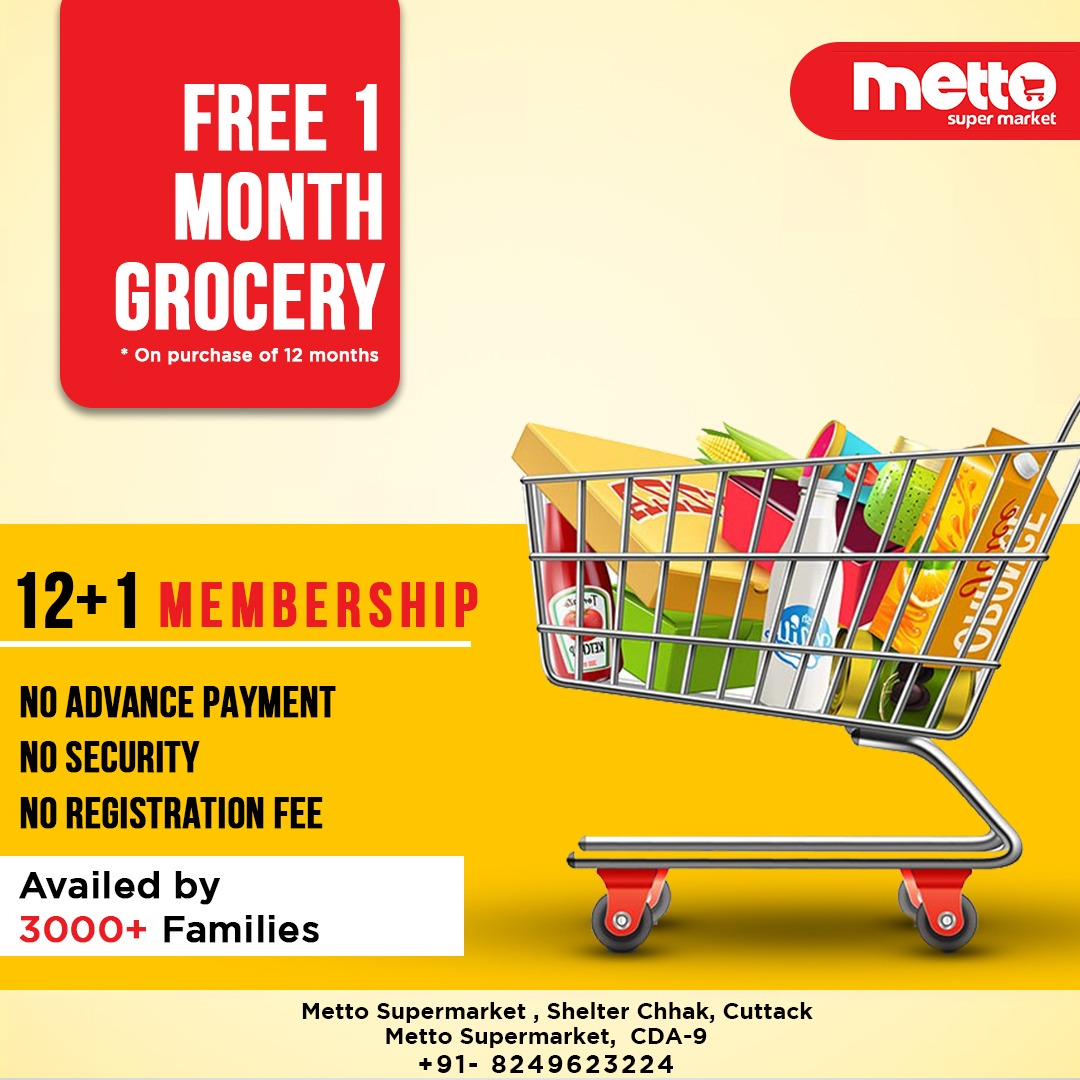 FREE 1
MONTH
GROCERY
* On purchase of 12 months
metto
super market
12+1 MEMBERSHIP
NO ADVANCE PAYMENT
NO SECURITY
NO REGISTRATION FEE
Availed by
3000+ Families
Metto Supermarket , Shelter Chhak, Cuttack
Metto Supermarket, CDA-9
+91- 8249623224